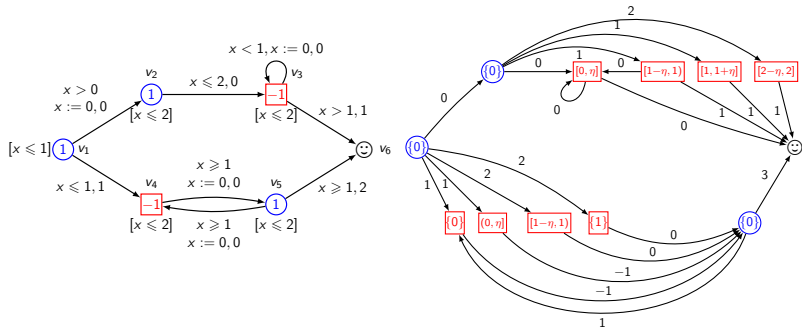 x < 1, x := 0, 0
v₂
v₃
x > 0
x := 0, 0
1
x ⩽ 2, 0
−1
[x ⩽ 2]
[x ⩽ 2]
x > 1, 1
[x ⩽ 1]
1
v₁
v₆
x ⩽ 1, 1
v₄
x ⩾ 1
x := 0, 0
v₅
−1
1
x ⩾ 1, 2
[x ⩽ 2]
x ⩾ 1
x := 0, 0
[x ⩽ 2]
2
1
1
0
0
0
{0}
[0, η]
[1−η, 1)
[1, 1+η]
[2−η, 2]
0
0
1
1
1
0
{0}
1
1
2
2
3
{0}
(0, η]
[1−η, 1)
{1}
0
{0}
0
−1
−1
1